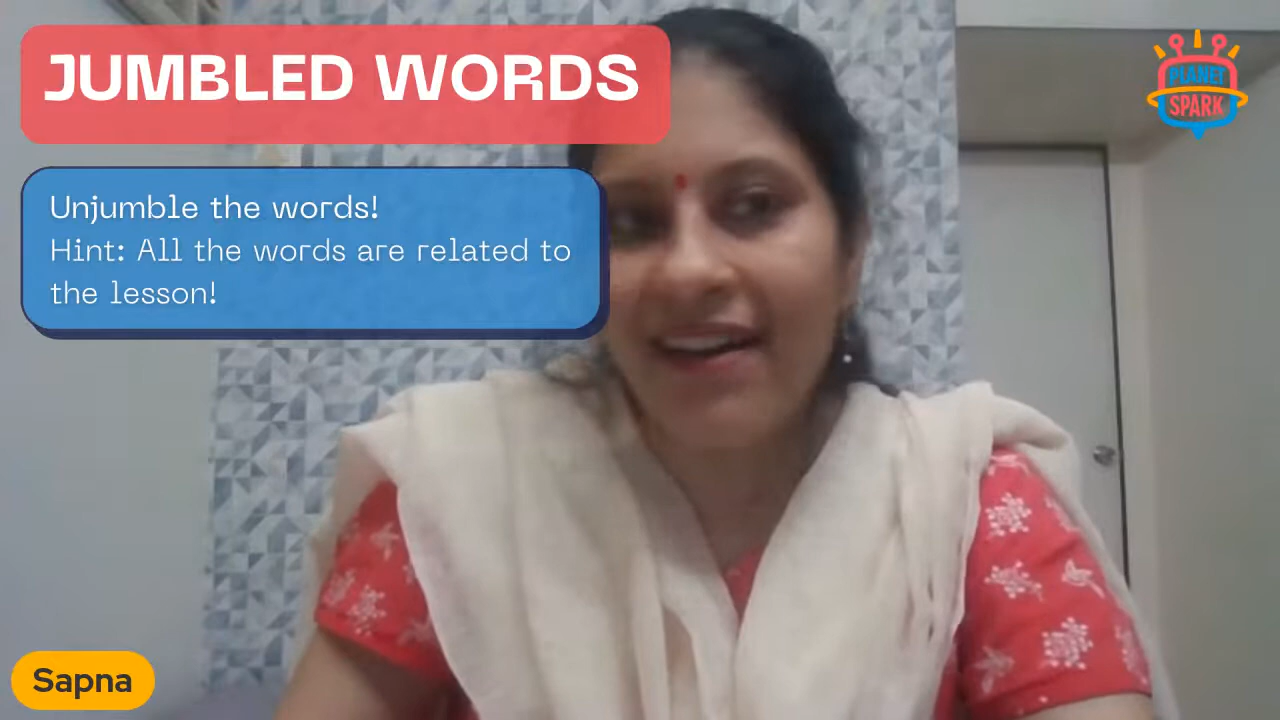 JUMBLED WORDS
PLANET
SPARK
Unjumble the words!
Hint: All the words are related to
the lesson!
Sapna